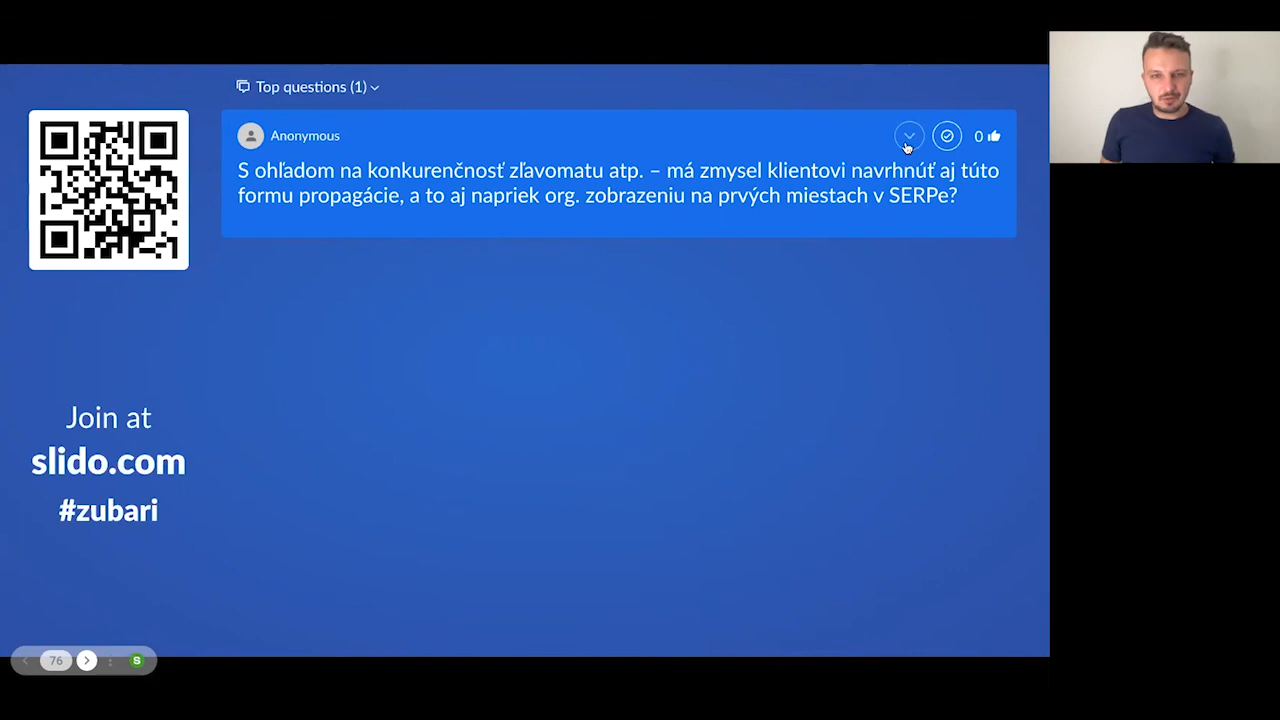 Top questions (1)
Anonymous
0
S ohľadom na konkurenčnosť zľavomatu atp. – má zmysel klientovi navrhnúť aj túto
formu propagácie, a to aj napriek org. zobrazeniu na prvých miestach v SERPe?
Join at
slido.com
#zubari
76
S